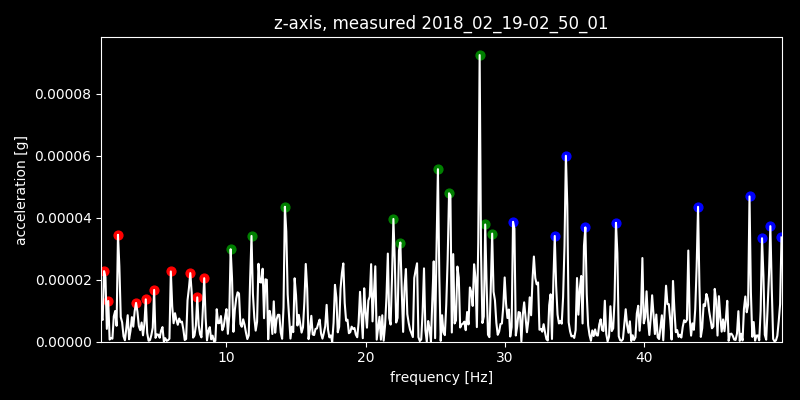 z-axis, measured 2018_02_19-02_50_01
acceleration [g]
0.00008
0.00006
0.00004
0.00002
0.00000
10 20 30 40
frequency [Hz]